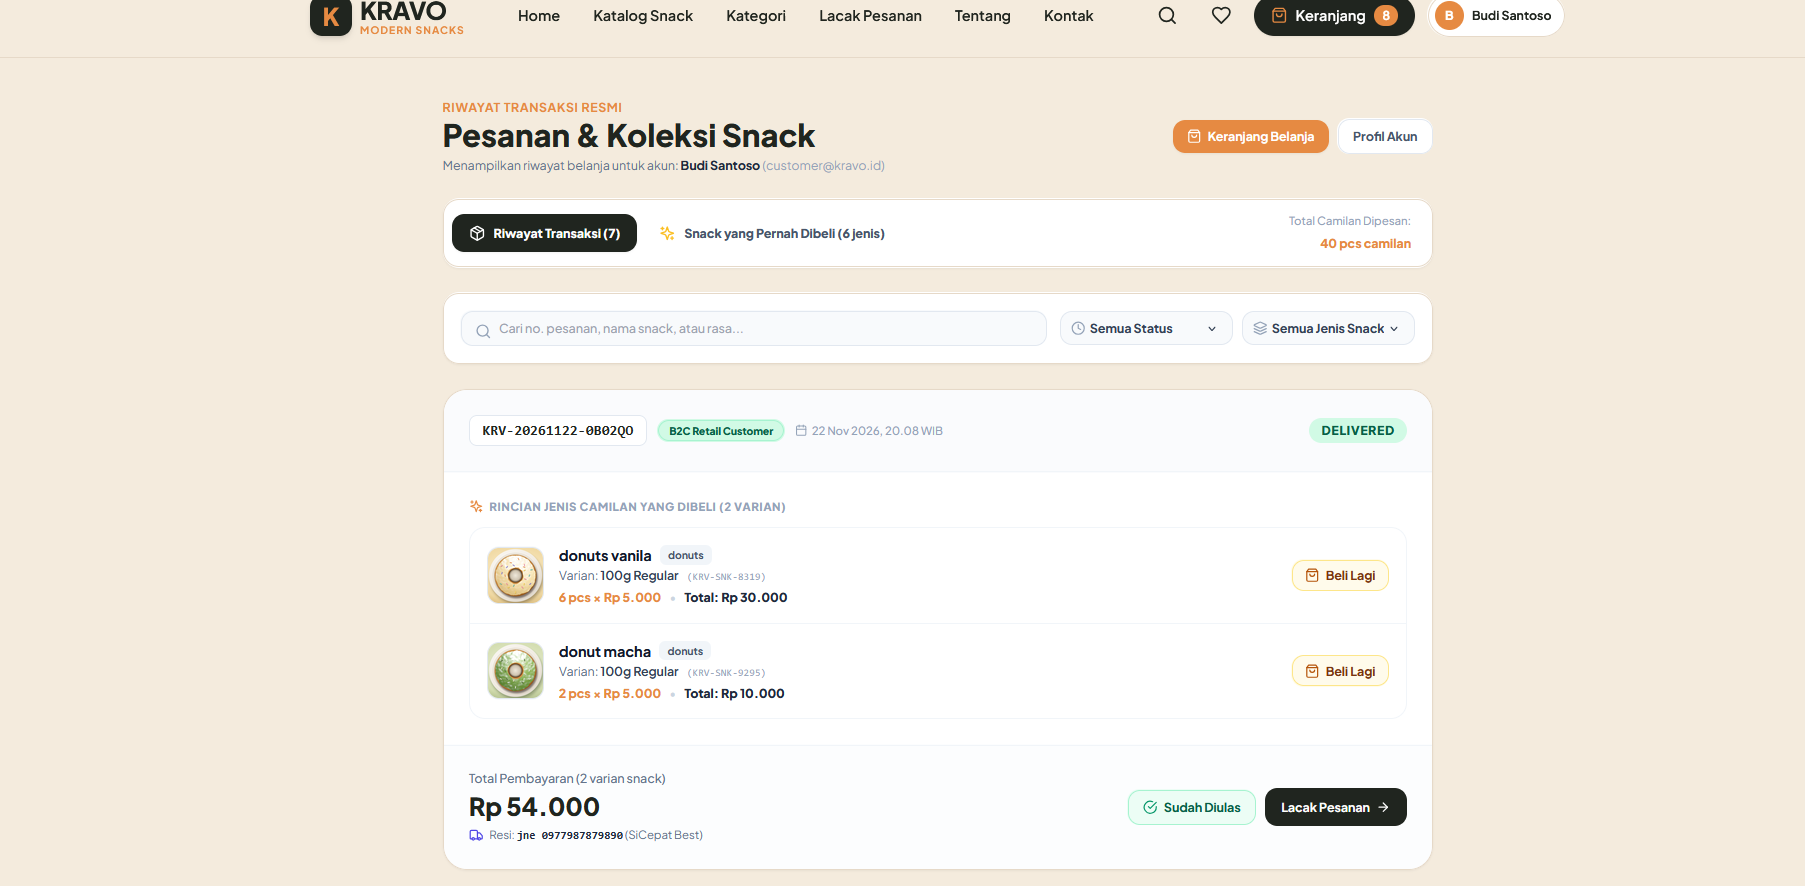 K KRAVO
MODERN SNACKS
Home Katalog Snack Kategori Lacak Pesanan Tentang Kontak Keranjang 8 B Budi Santoso
RIWAYAT TRANSAKSI RESMI
Pesanan & Koleksi Snack
Menampilkan riwayat belanja untuk akun: Budi Santoso (customer@kravo.id)
Keranjang Belanja Profil Akun
Riwayat Transaksi (7) Snack yang Pernah Dibeli (6 jenis)
Total Camilan Dipesan:
40 pcs camilan
Cari no. pesanan, nama snack, atau rasa... Semua Status Semua Jenis Snack
KRV-20261122-0B02QO B2C Retail Customer 22 Nov 2026, 20.08 WIB DELIVERED
RINCIAN JENIS CAMILAN YANG DIBELI (2 VARIAN)
donuts vanila donuts
Varian: 100g Regular (KRV-SNK-8319)
6 pcs × Rp 5.000 • Total: Rp 30.000
Beli Lagi
donut macha donuts
Varian: 100g Regular (KRV-SNK-9295)
2 pcs × Rp 5.000 • Total: Rp 10.000
Beli Lagi
Total Pembayaran (2 varian snack)
Rp 54.000
Resi: jne 0977987879890 (SiCepat Best)
Sudah Diulas Lacak Pesanan →